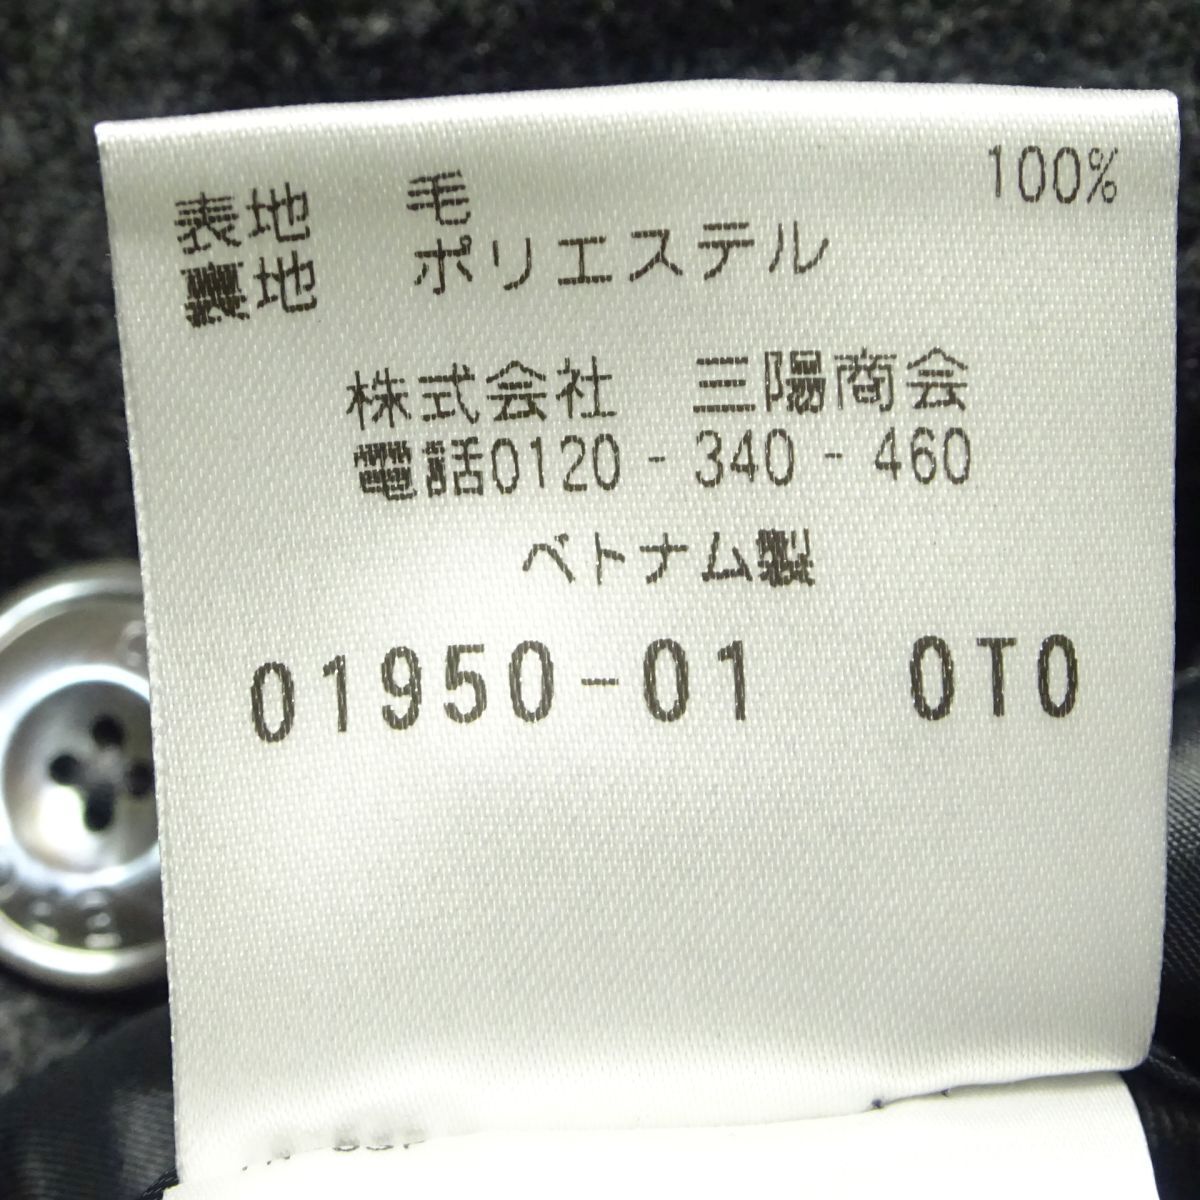 表地 毛 100%
裏地 ポリエステル
株式会社 三陽商会
電話0120-340-460
ベトナム製
01950-01 0T0